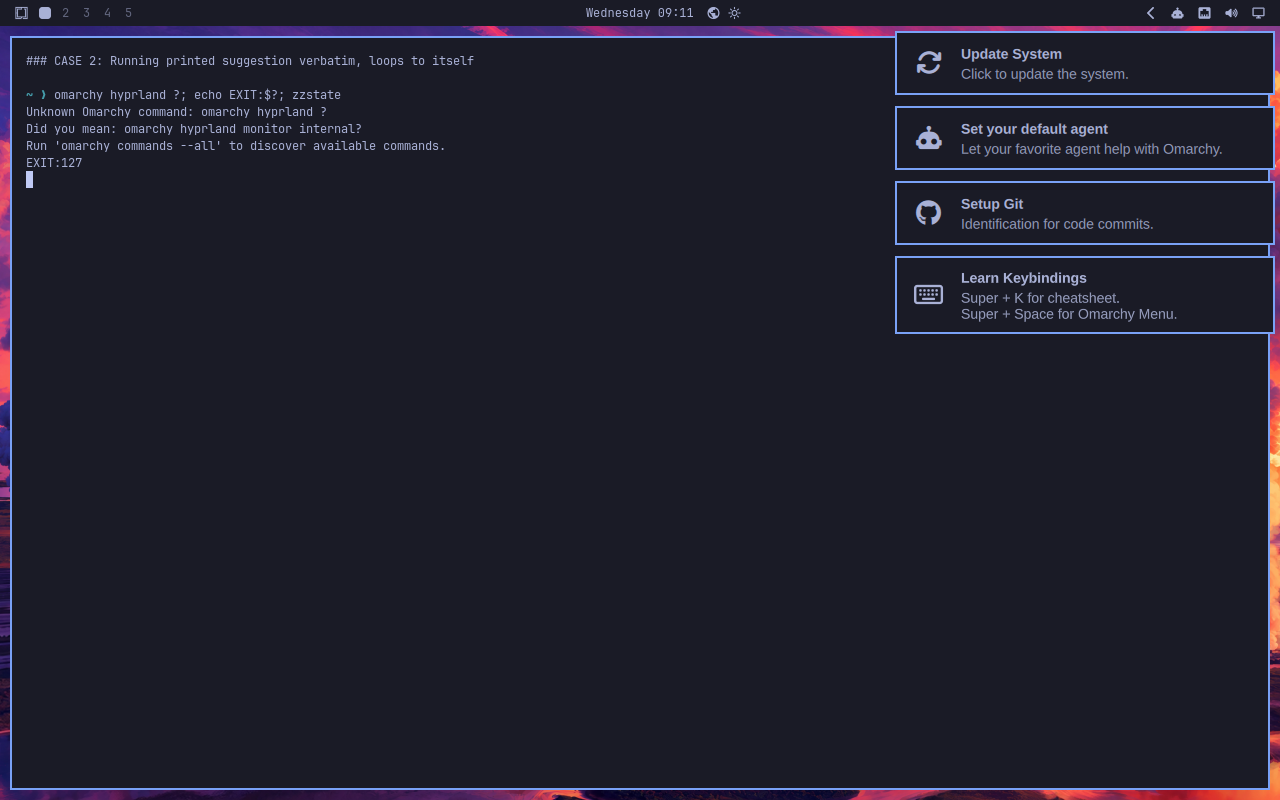 2 3 4 5
Wednesday 09:11
### CASE 2: Running printed suggestion verbatim, loops to itself
~ ❯ omarchy hyprland ?; echo EXIT:$?; zzstate
Unknown Omarchy command: omarchy hyprland ?
Did you mean: omarchy hyprland monitor internal?
Run 'omarchy commands --all' to discover available commands.
EXIT:127
Update System
Click to update the system.
Set your default agent
Let your favorite agent help with Omarchy.
Setup Git
Identification for code commits.
Learn Keybindings
Super + K for cheatsheet.
Super + Space for Omarchy Menu.